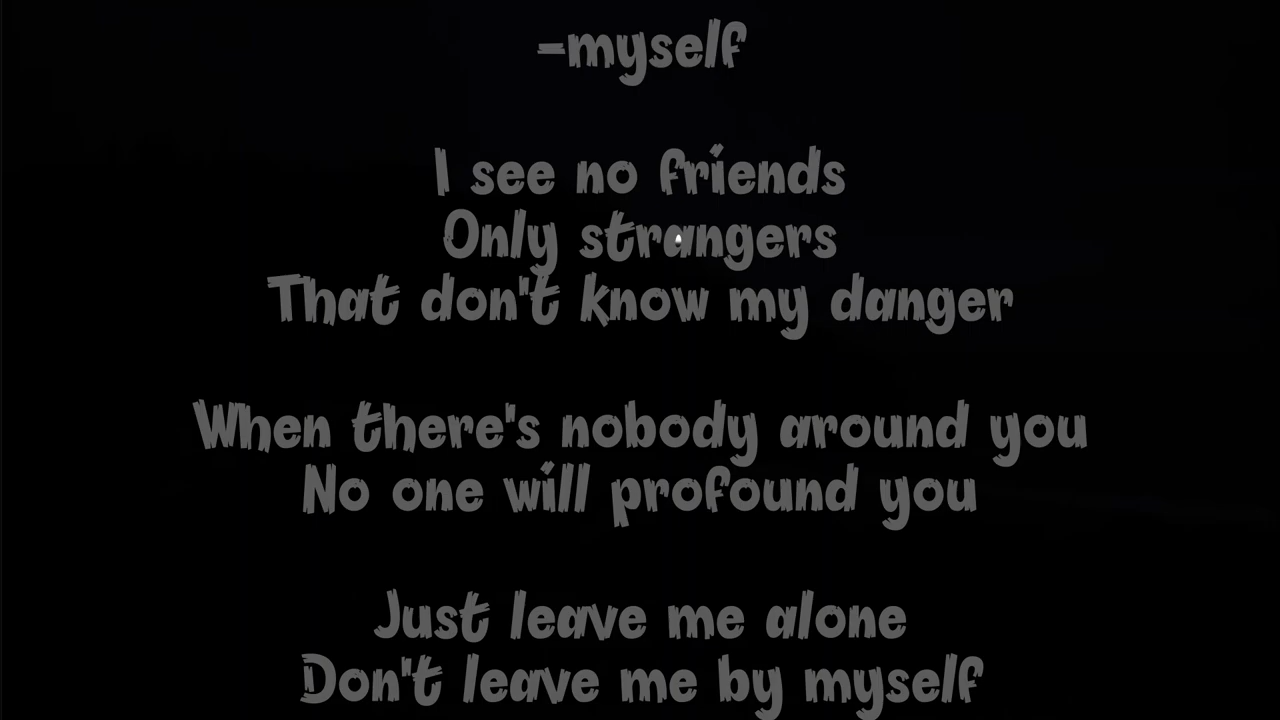 -myself
I see no friends
Only strangers
That don't know my danger
When there's nobody around you
No one will profound you
Just leave me alone
Don't leave me by myself